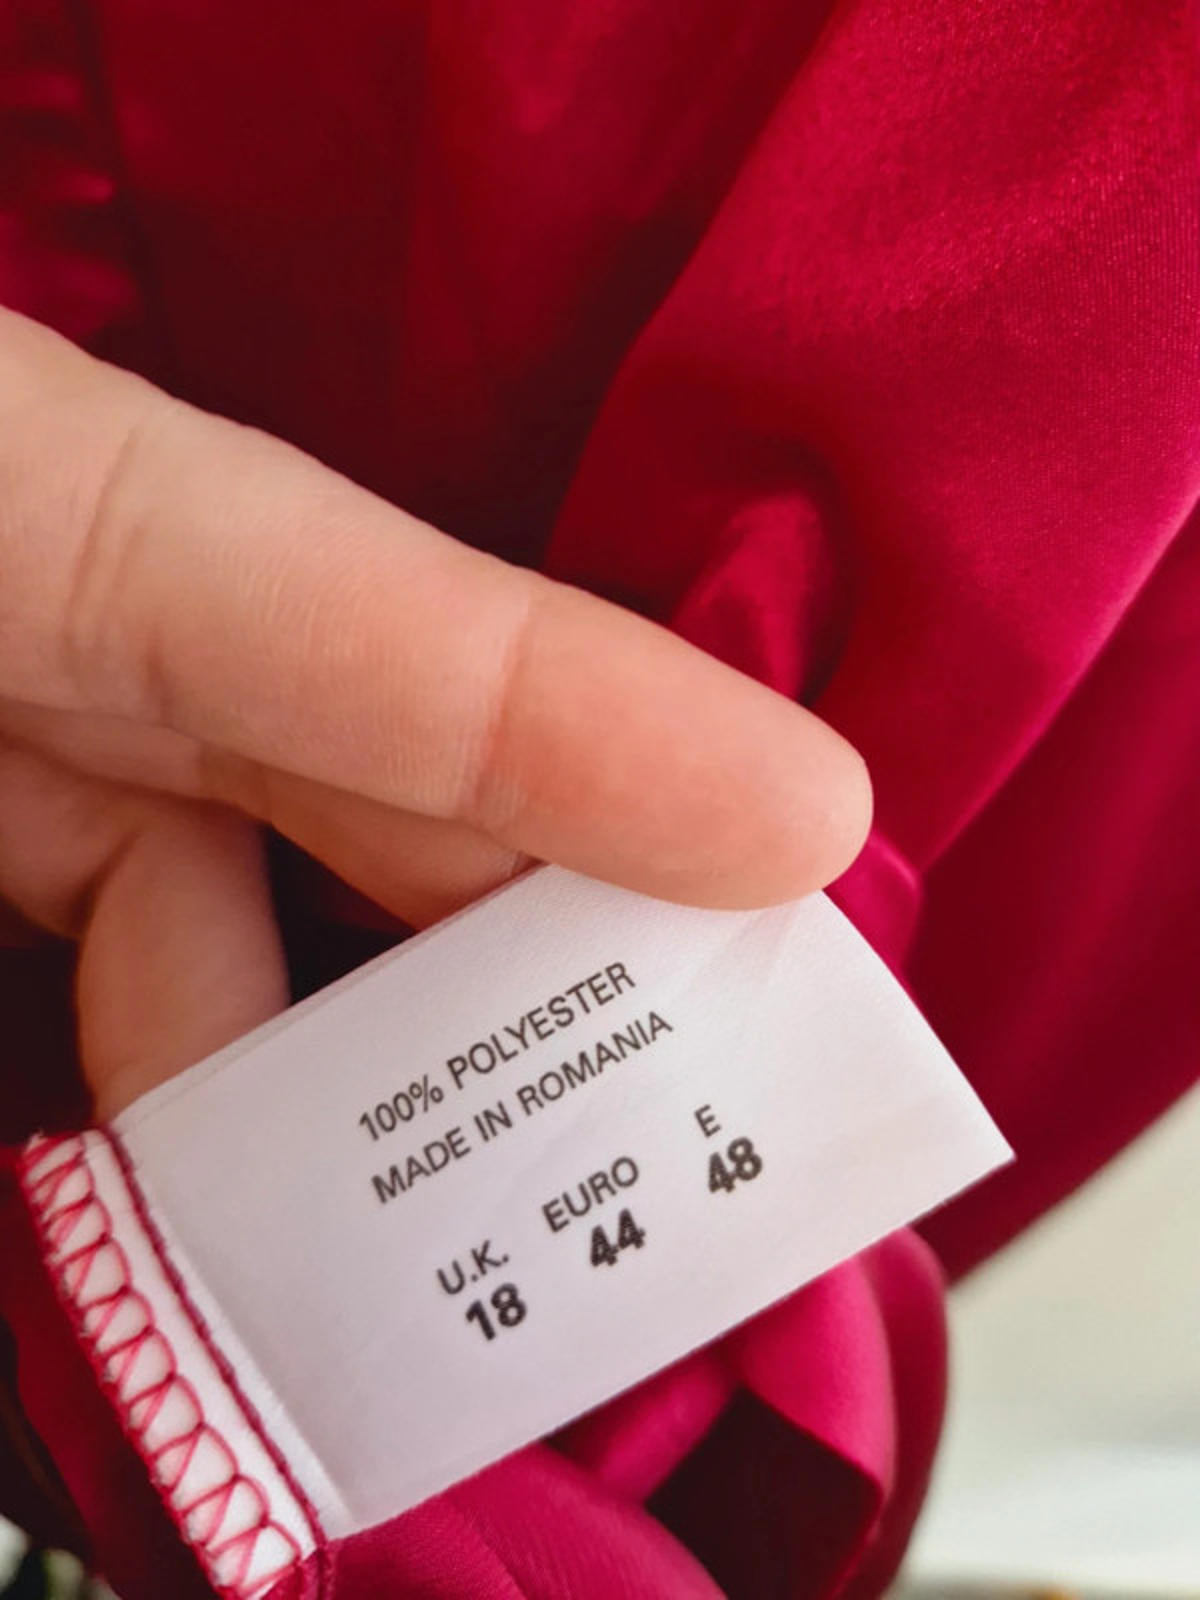 100% POLYESTER
MADE IN ROMANIA
U.K. EURO E
18 44 48